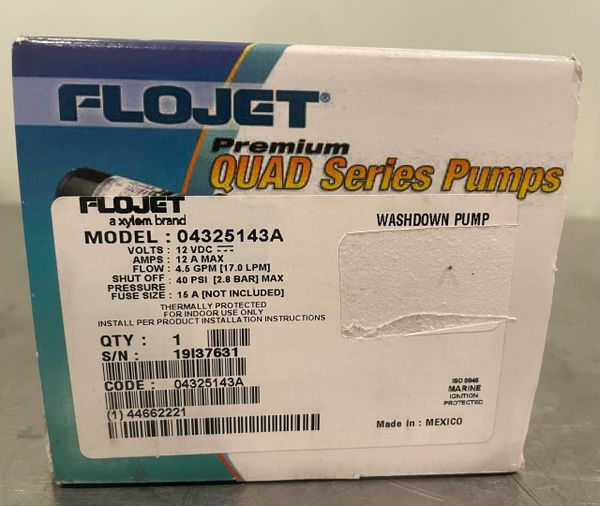 FLOJET®
Premium
QUAD Series Pumps
FLOJET
a xylem brand
WASHDOWN PUMP
MODEL : 04325143A
VOLTS : 12 VDC
AMPS : 12 A MAX
FLOW : 4.5 GPM [17.0 LPM]
SHUT OFF : 40 PSI [2.8 BAR] MAX
PRESSURE
FUSE SIZE : 15 A [NOT INCLUDED]
THERMALLY PROTECTED
FOR INDOOR USE ONLY
INSTALL PER PRODUCT INSTALLATION INSTRUCTIONS
QTY : 1
S/N : 19I37631
CODE : 04325143A
(1) 44662221
ISO 8846
MARINE
IGNITION
PROTECTED
Made in : MEXICO